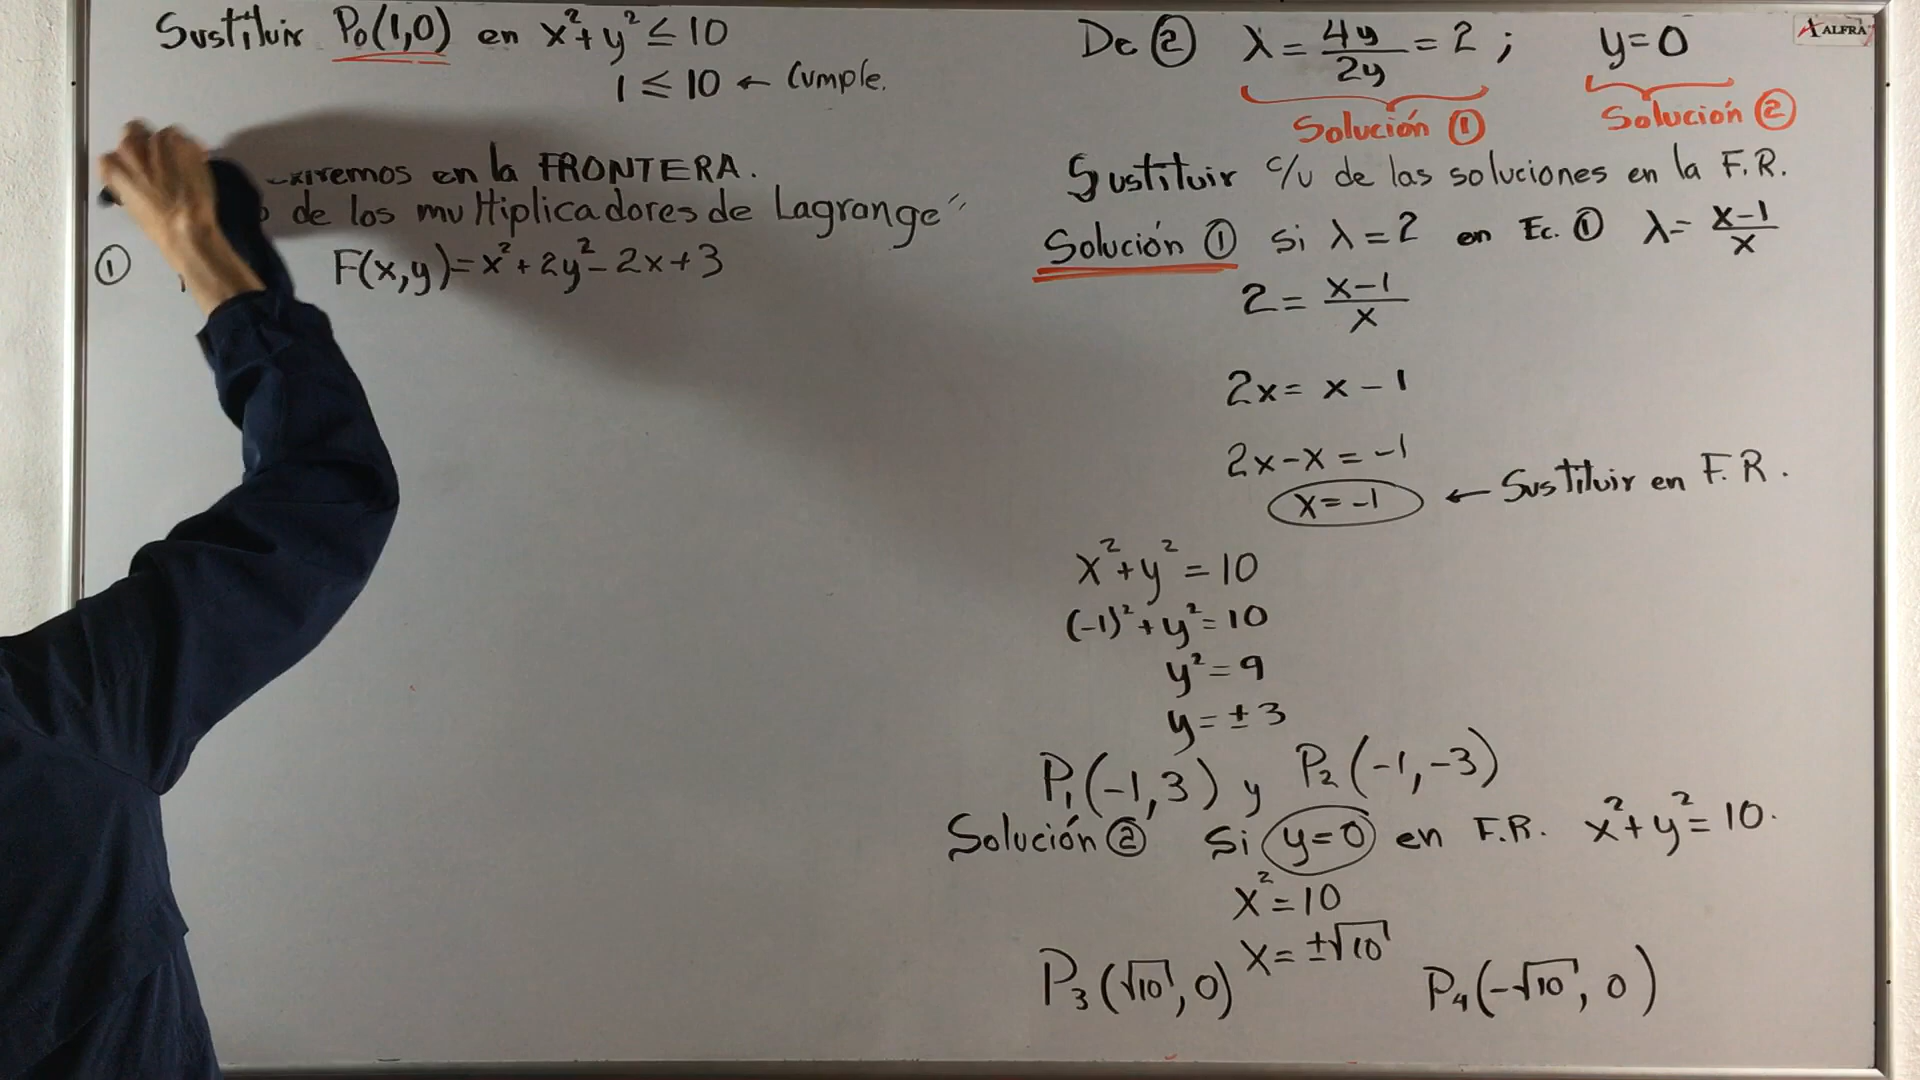 Sustituir P₀(1,0) en x²+y² ≤ 10
1 ≤ 10 ← Cumple.
en la FRONTERA.
de los multiplicadores de Lagrange"
① F(x,y)=x²+2y²-2x+3
De ② λ = 4y/2y = 2 ; y=0
Solución ① Solución ②
Sustituir c/u de las soluciones en la F.R.
Solución ① Si λ=2 en Ec. ① λ= x-1/x
2= x-1/x
2x= x-1
2x-x=-1
x=-1 ← Sustituir en F.R.
x²+y²=10
(-1)²+y²=10
y²=9
y=±3
P₁(-1,3) y P₂(-1,-3)
Solución ② Si y=0 en F.R. x²+y²=10.
x²=10
x=±√10
P₃(√10,0) P₄(-√10,0)
ALFRA